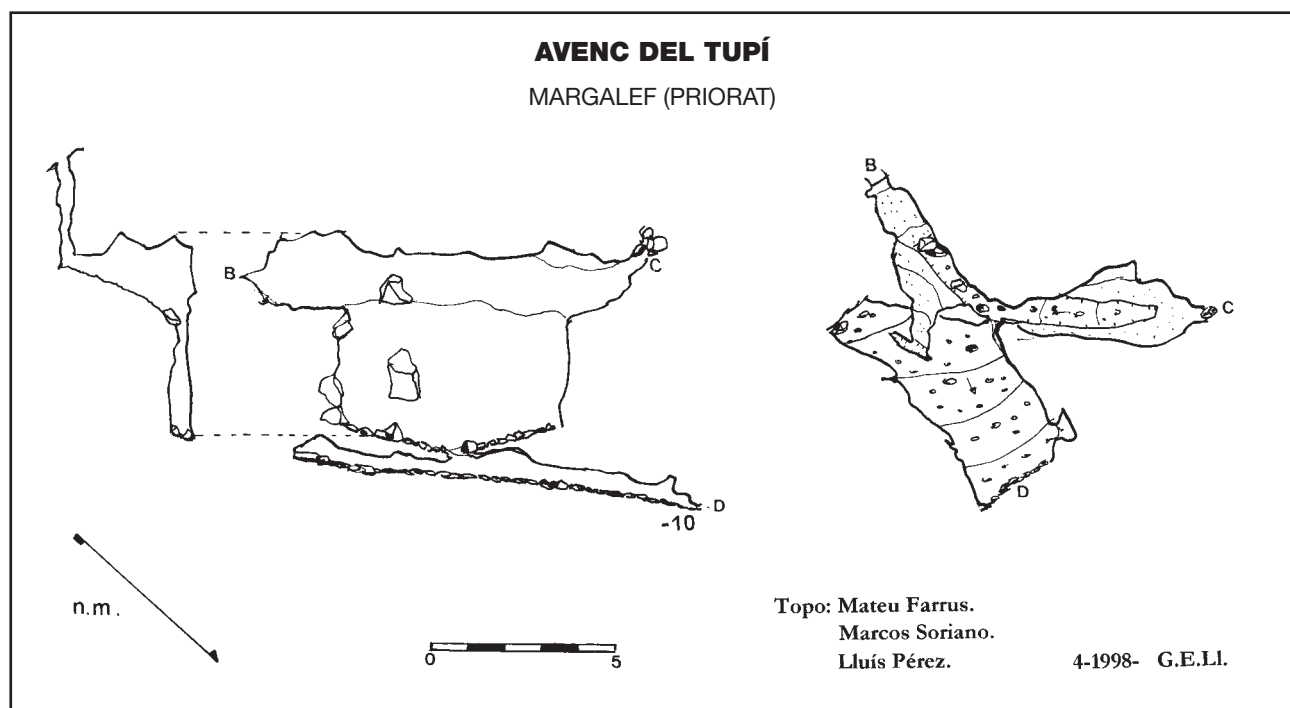 AVENC DEL TUPÍ
MARGALEF (PRIORAT)
B
C
D
-10
B
C
D
n.m.
0 5
Topo: Mateu Farrus.
Marcos Soriano.
Lluís Pérez. 4-1998- G.E.Ll.